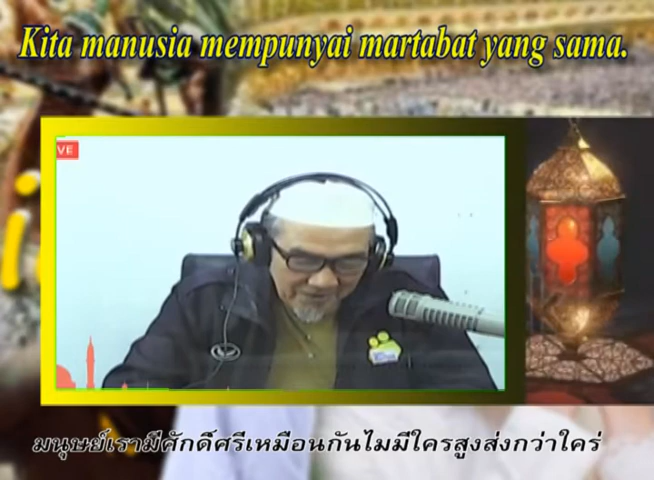 Kita manusia mempunyai martabat yang sama.
VE
มนุษย์เรามีศักดิ์ศรีเหมือนกันไม่มีใครสูงส่งกว่าใคร่